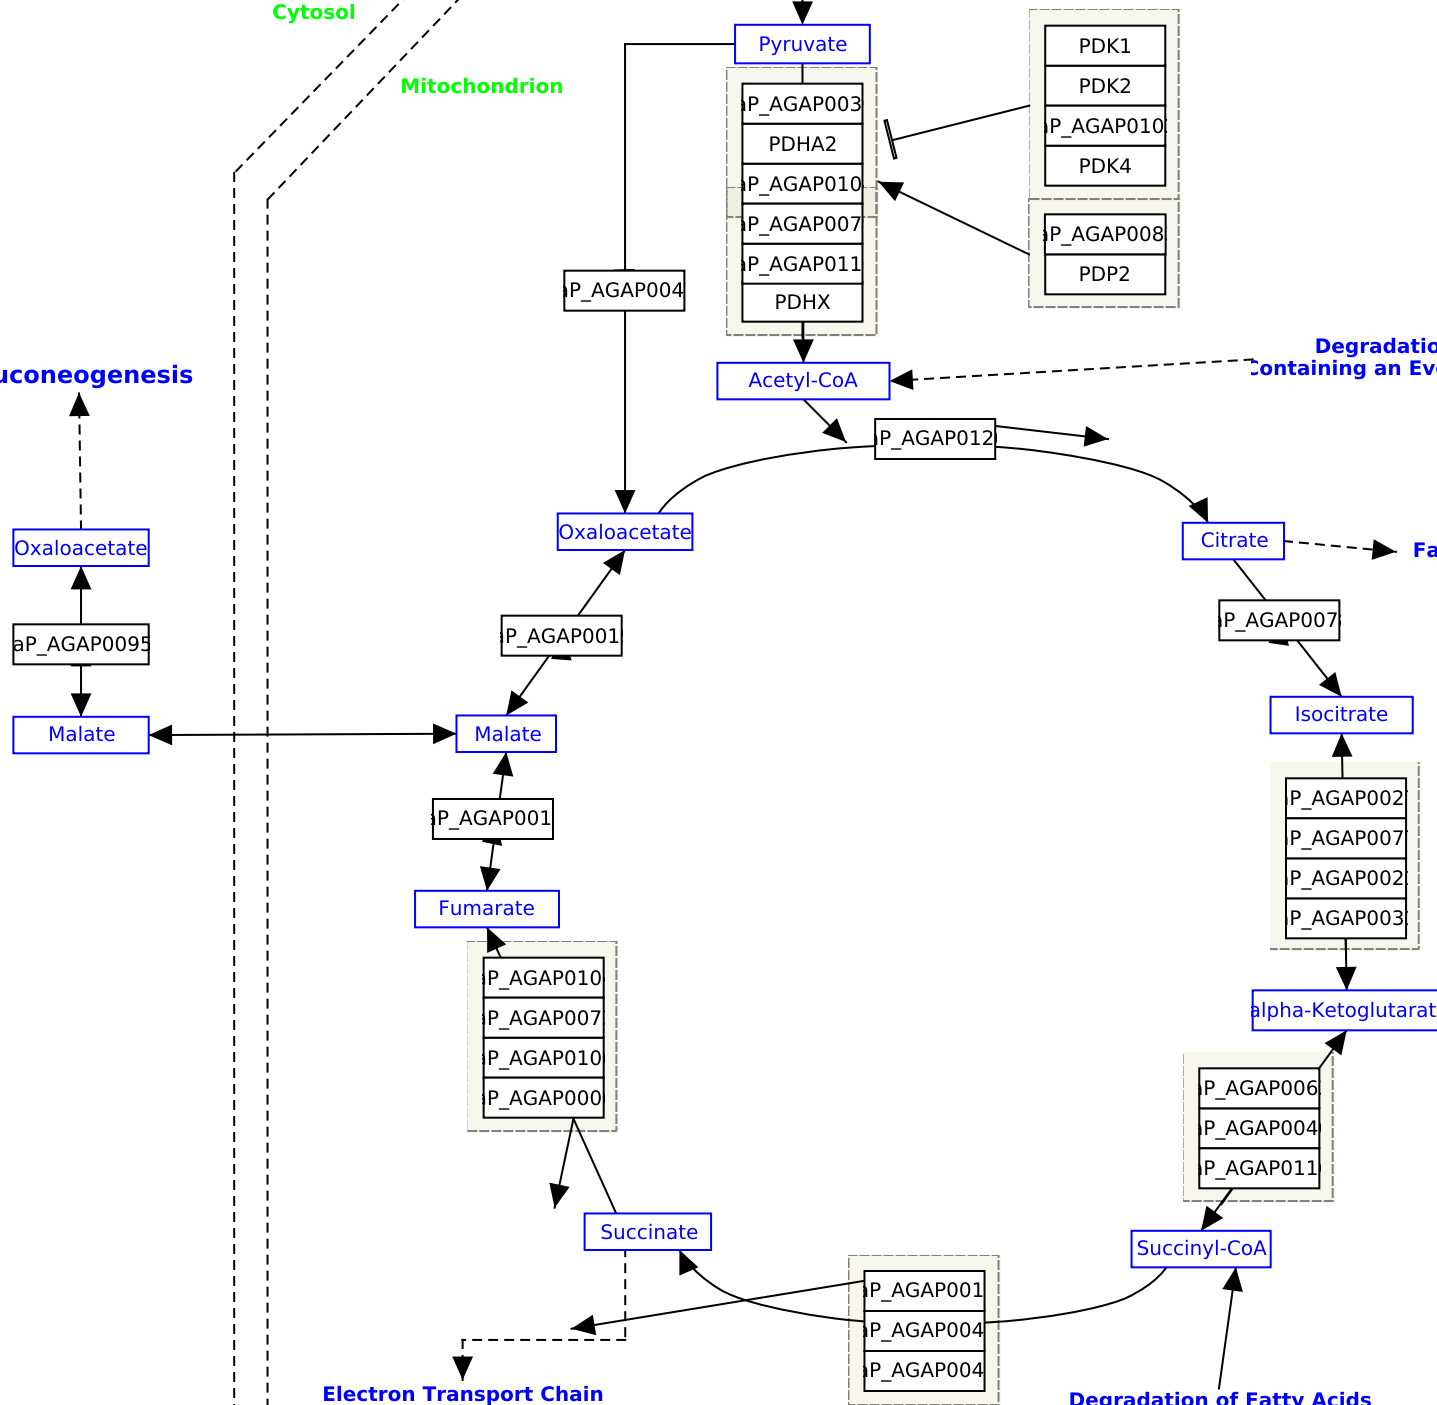 Cytosol
Mitochondrion
Pyruvate
PDK1
PDK2
aP_AGAP010
PDK4
aP_AGAP003
PDHA2
aP_AGAP010
aP_AGAP007
aP_AGAP011
PDHX
aP_AGAP008
PDP2
aP_AGAP004
Degradatio
Containing an Eve
uconeogenesis
Acetyl-CoA
aP_AGAP012
Oxaloacetate
Oxaloacetate
Citrate
Fa
aP_AGAP0095
aP_AGAP001
aP_AGAP007
Malate
Malate
Isocitrate
aP_AGAP001
aP_AGAP002
aP_AGAP007
aP_AGAP002
aP_AGAP003
Fumarate
aP_AGAP010
aP_AGAP007
aP_AGAP010
aP_AGAP000
alpha-Ketoglutarat
aP_AGAP006
aP_AGAP004
aP_AGAP011
Succinate
Succinyl-CoA
aP_AGAP001
aP_AGAP004
aP_AGAP004
Electron Transport Chain
Degradation of Fatty Acids